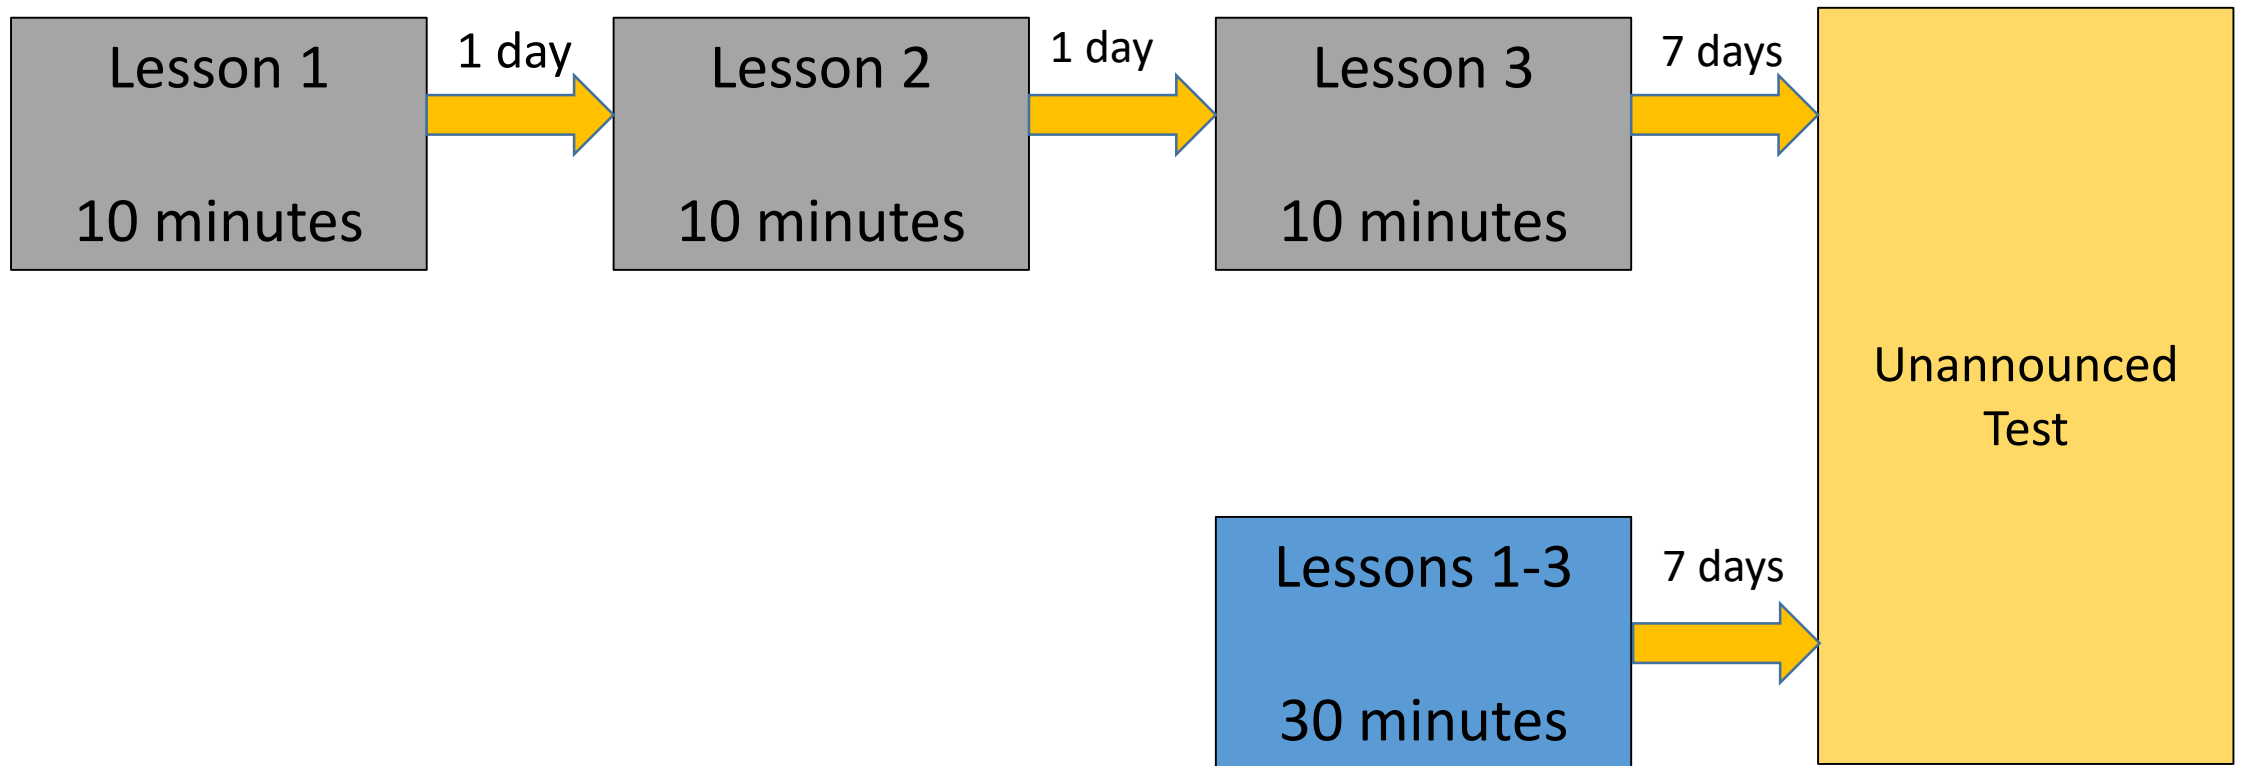 Lesson 1
10 minutes
1 day
Lesson 2
10 minutes
1 day
Lesson 3
10 minutes
7 days
Unannounced
Test
Lessons 1-3
30 minutes
7 days